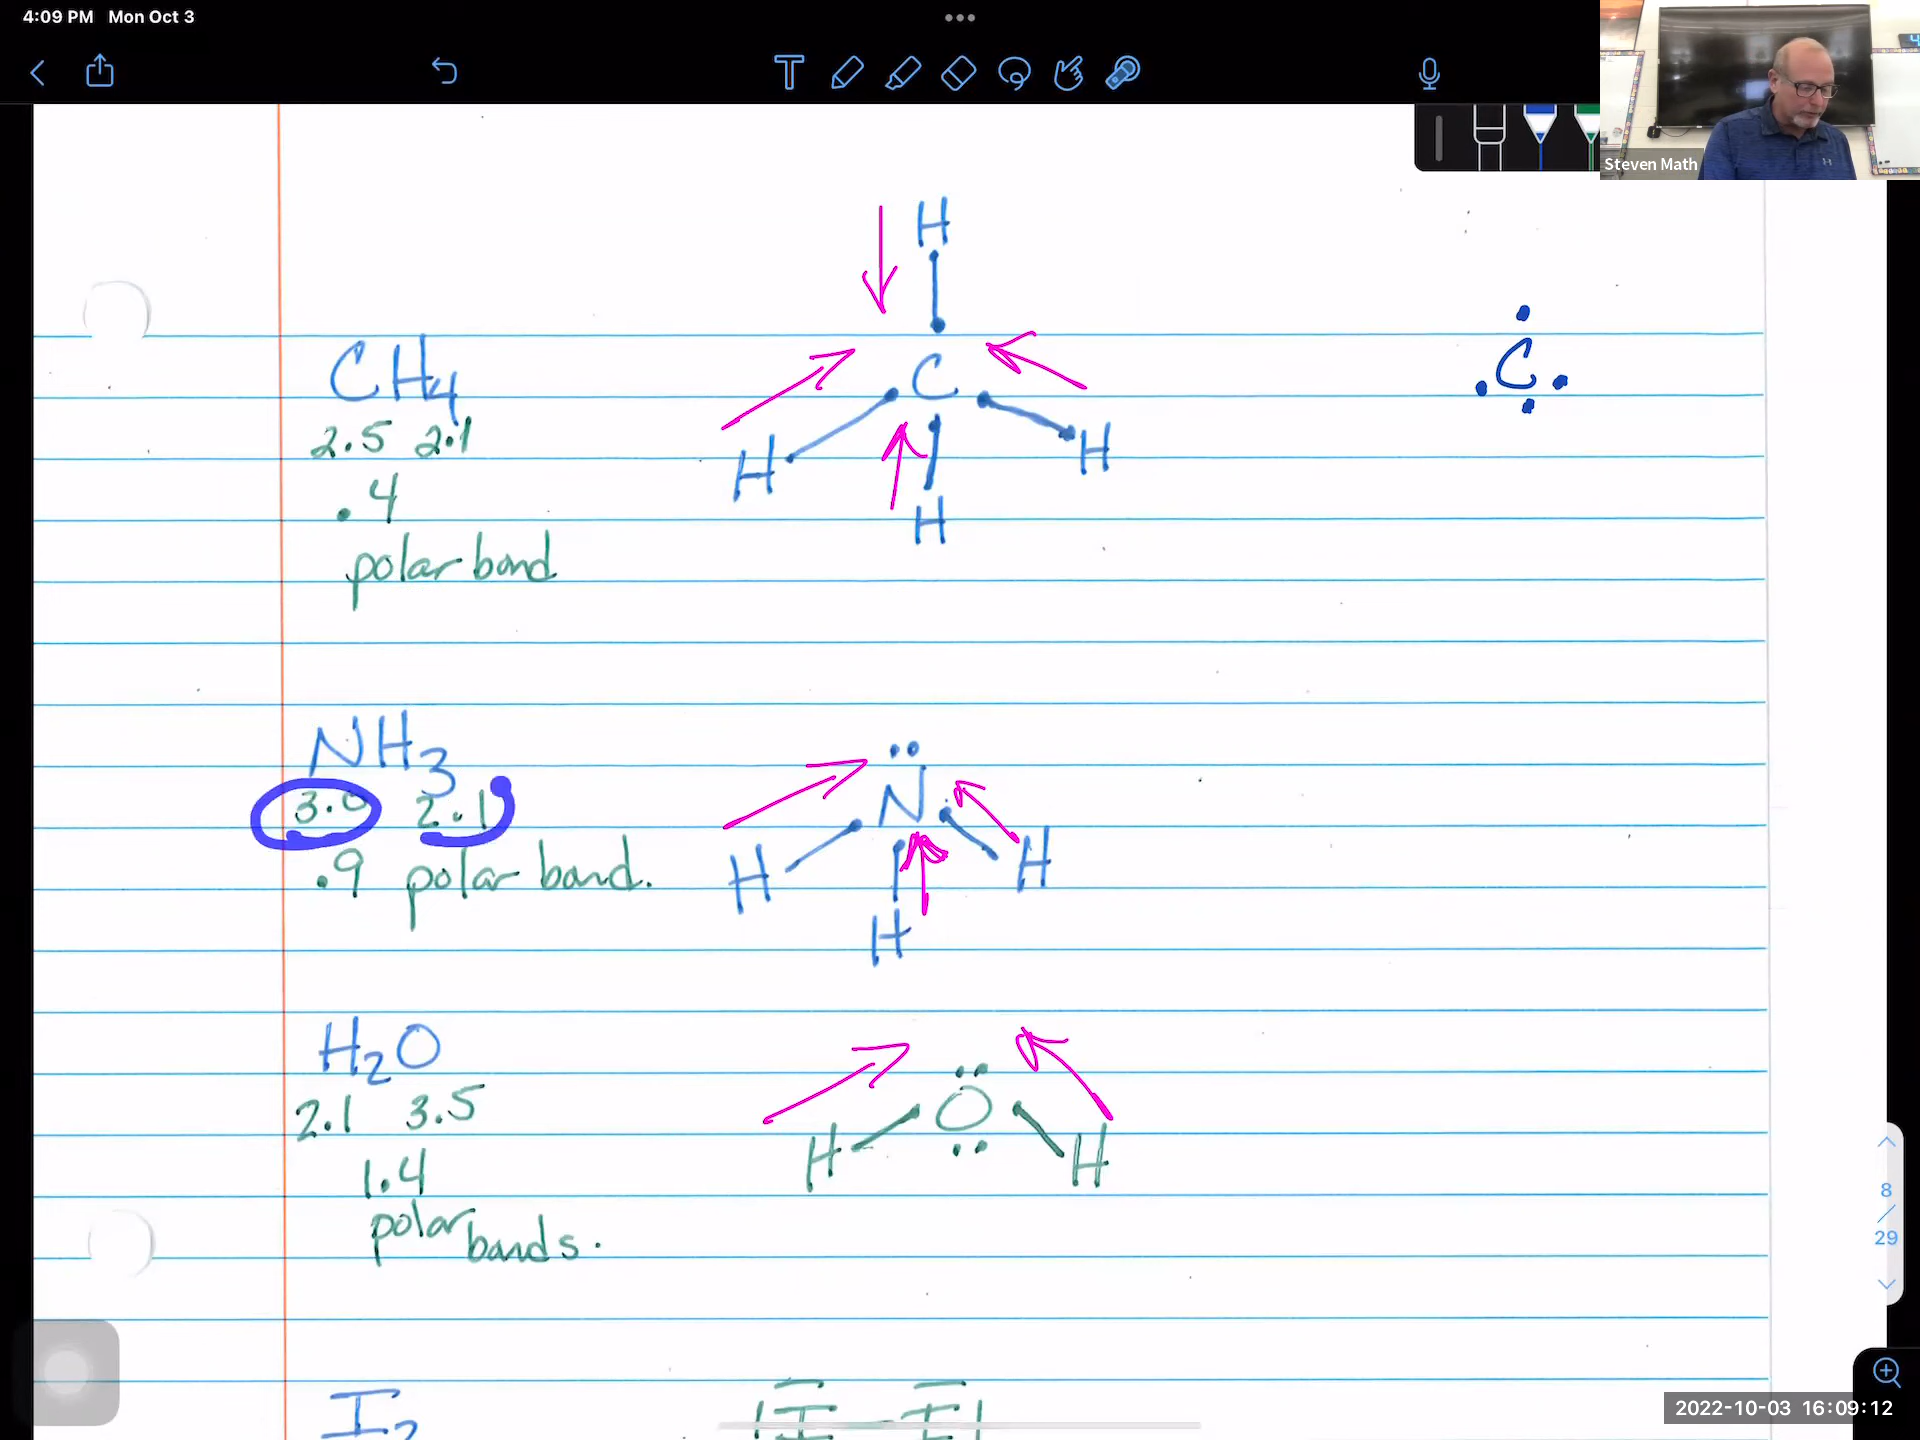 4:09 PM Mon Oct 3
Steven Math
H
C
H
H
H
C
CH4
2.5 2.1
.4
polar bond
NH3
3.0 2.1
.9 polar bond.
N
H
H
H
H2O
2.1 3.5
1.4
polar bonds.
O
H
H
8
/
29
I2
I - I
2022-10-03 16:09:12